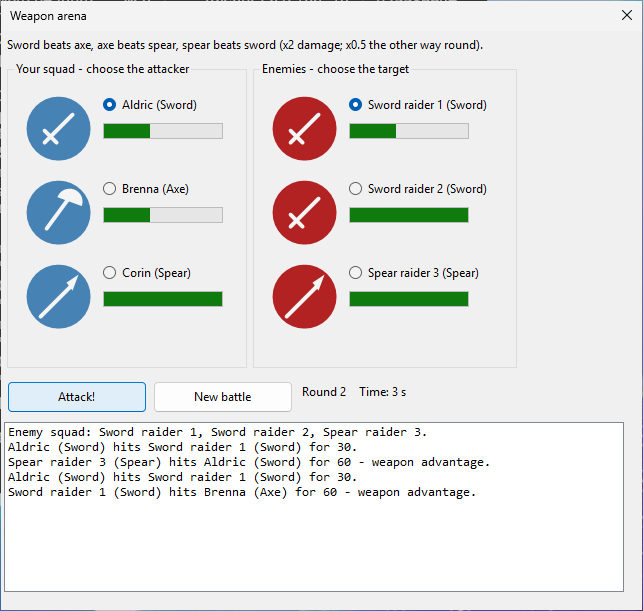 Weapon arena
Sword beats axe, axe beats spear, spear beats sword (x2 damage; x0.5 the other way round).
Your squad - choose the attacker
Aldric (Sword)
Brenna (Axe)
Corin (Spear)
Enemies - choose the target
Sword raider 1 (Sword)
Sword raider 2 (Sword)
Spear raider 3 (Spear)
Attack!
New battle
Round 2
Time: 3 s
Enemy squad: Sword raider 1, Sword raider 2, Spear raider 3.
Aldric (Sword) hits Sword raider 1 (Sword) for 30.
Spear raider 3 (Spear) hits Aldric (Sword) for 60 - weapon advantage.
Aldric (Sword) hits Sword raider 1 (Sword) for 30.
Sword raider 1 (Sword) hits Brenna (Axe) for 60 - weapon advantage.